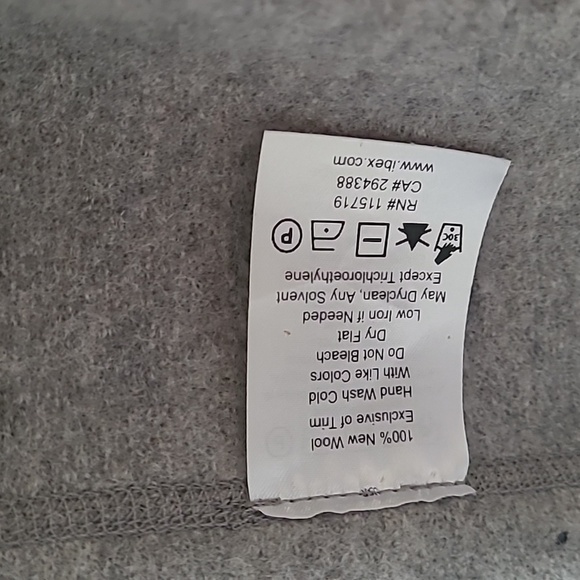 100% New Wool
Exclusive of Trim
Hand Wash Cold
With Like Colors
Do Not Bleach
Dry Flat
Low Iron if Needed
May Dryclean, Any Solvent
Except Trichloroethylene
30C P
RN# 115719
CA# 294388
www.ibex.com